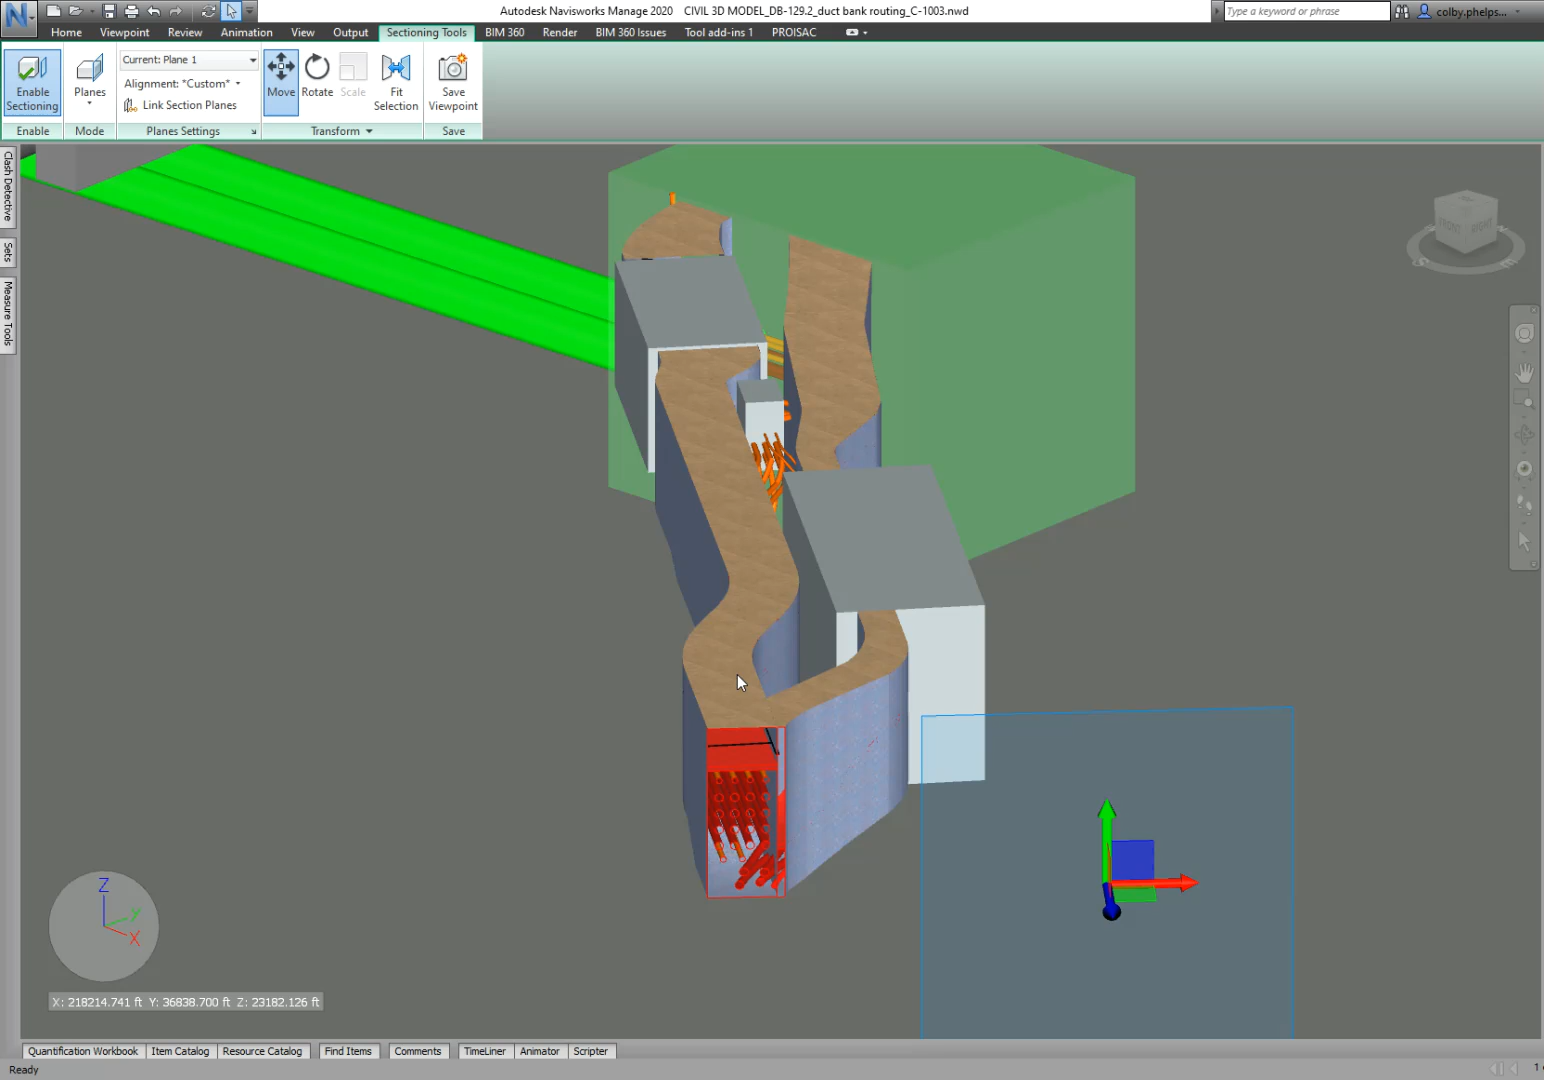 Autodesk Navisworks Manage 2020 CIVIL 3D MODEL_DB-129.2_duct bank routing_C-1003.nwd
Type a keyword or phrase
colby.phelps...
Home Viewpoint Review Animation View Output Sectioning Tools BIM 360 Render BIM 360 Issues Tool add-ins 1 PROISAC
Enable Sectioning
Planes
Current: Plane 1
Alignment: *Custom*
Link Section Planes
Move Rotate Scale Fit Selection
Save Viewpoint
Enable Mode Planes Settings Transform Save
Clash Detective
Sets
Measure Tools
FRONT RIGHT
Z
Y
X
X: 218214.741 ft Y: 36838.700 ft Z: 23182.126 ft
Quantification Workbook Item Catalog Resource Catalog Find Items Comments TimeLiner Animator Scripter
Ready
1